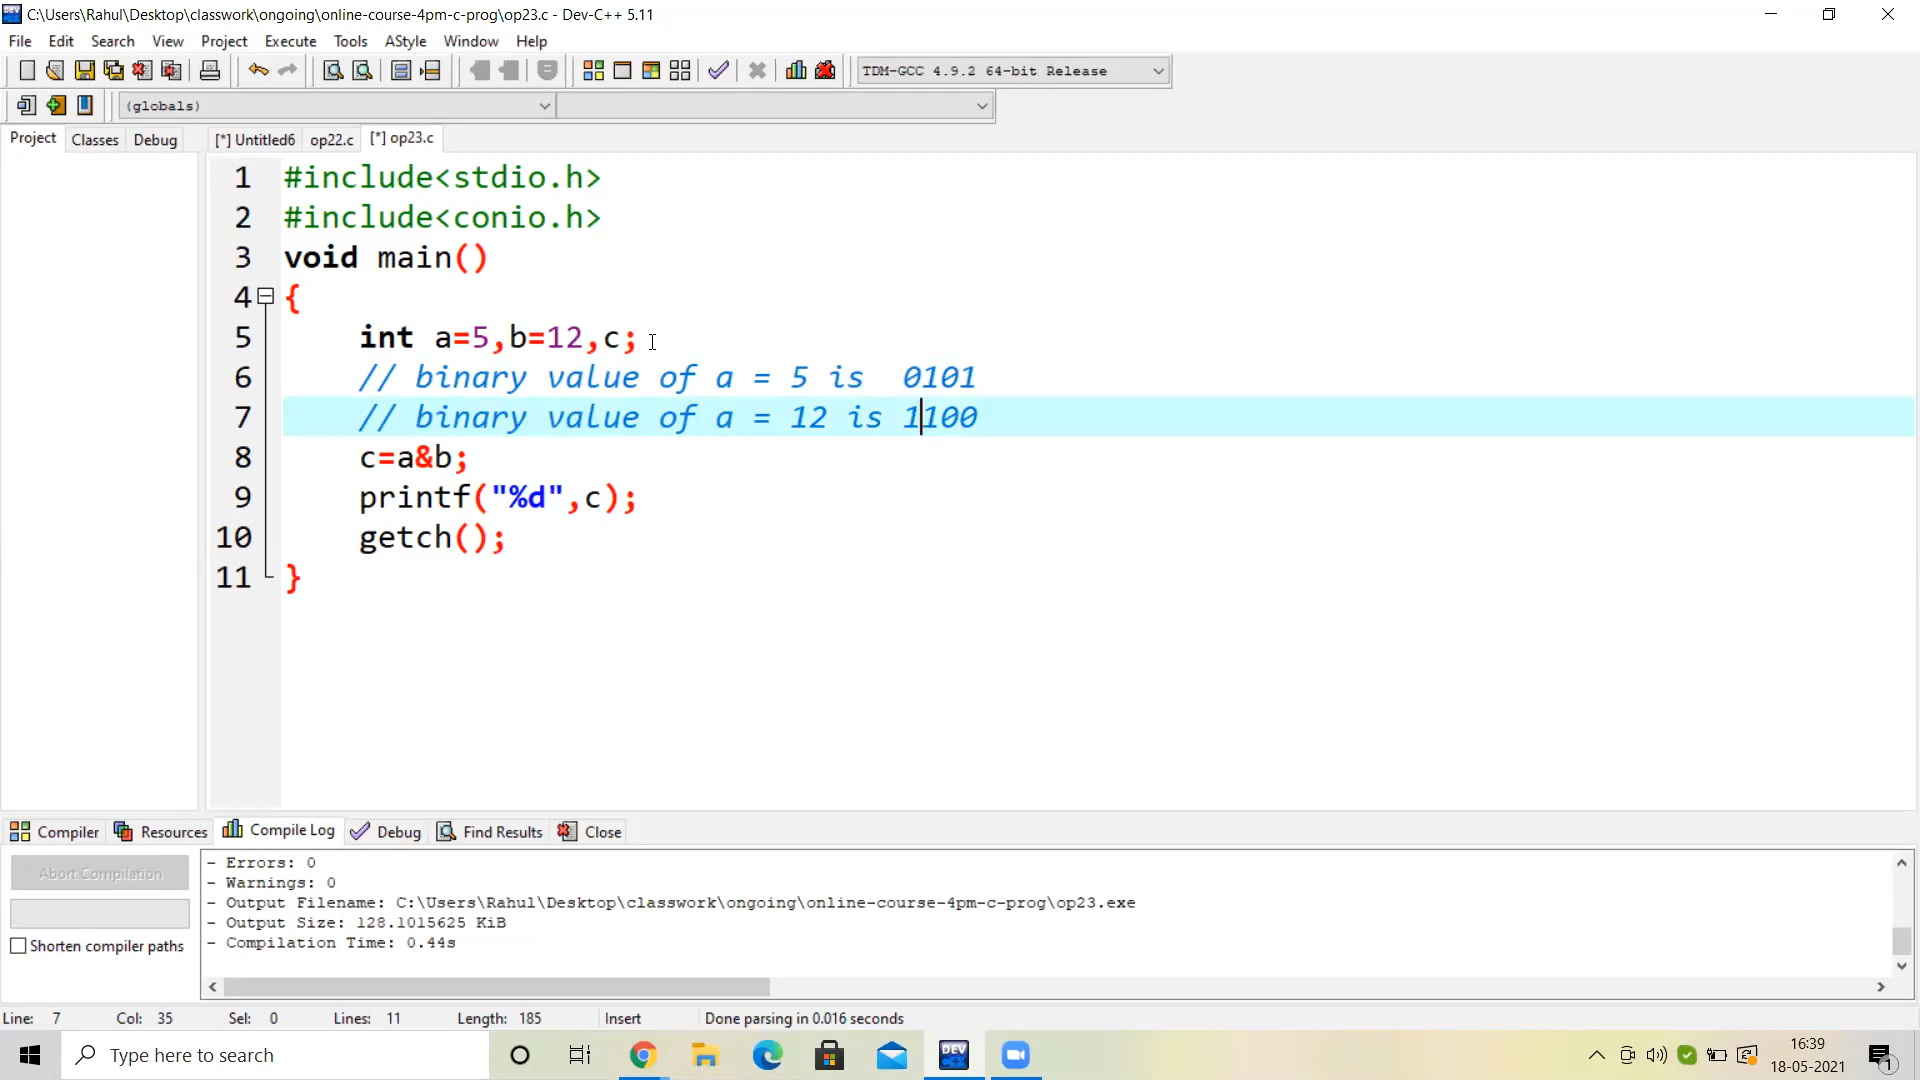 C:\Users\Rahul\Desktop\classwork\ongoing\online-course-4pm-c-prog\op23.c - Dev-C++ 5.11
File Edit Search View Project Execute Tools AStyle Window Help
TDM-GCC 4.9.2 64-bit Release
(globals)
Project Classes Debug [*] Untitled6 op22.c [*] op23.c
1 #include<stdio.h>
2 #include<conio.h>
3 void main()
4 {
5 int a=5,b=12,c;
6 // binary value of a = 5 is  0101
7 // binary value of a = 12 is 1100
8 c=a&b;
9 printf("%d",c);
10 getch();
11 }
Compiler Resources Compile Log Debug Find Results Close
Abort Compilation
Shorten compiler paths
- Errors: 0
- Warnings: 0
- Output Filename: C:\Users\Rahul\Desktop\classwork\ongoing\online-course-4pm-c-prog\op23.exe
- Output Size: 128.1015625 KiB
- Compilation Time: 0.44s
Line: 7 Col: 35 Sel: 0 Lines: 11 Length: 185 Insert Done parsing in 0.016 seconds
Type here to search
DEV C++
16:39
18-05-2021
1